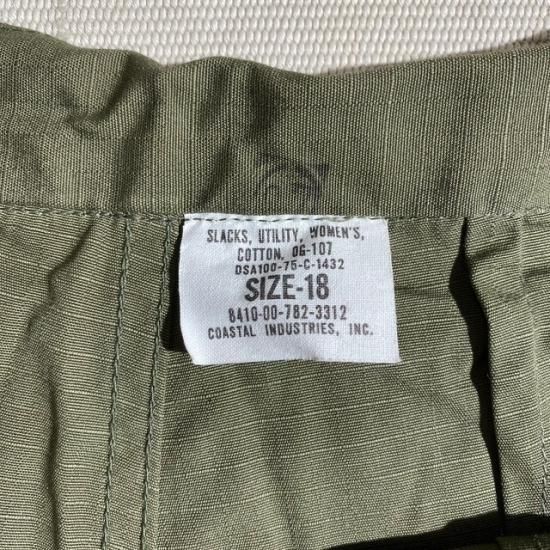 SLACKS, UTILITY, WOMEN'S,
COTTON, OG-107
DSA100-75-C-1432
SIZE-18
8410-00-782-3312
COASTAL INDUSTRIES, INC.